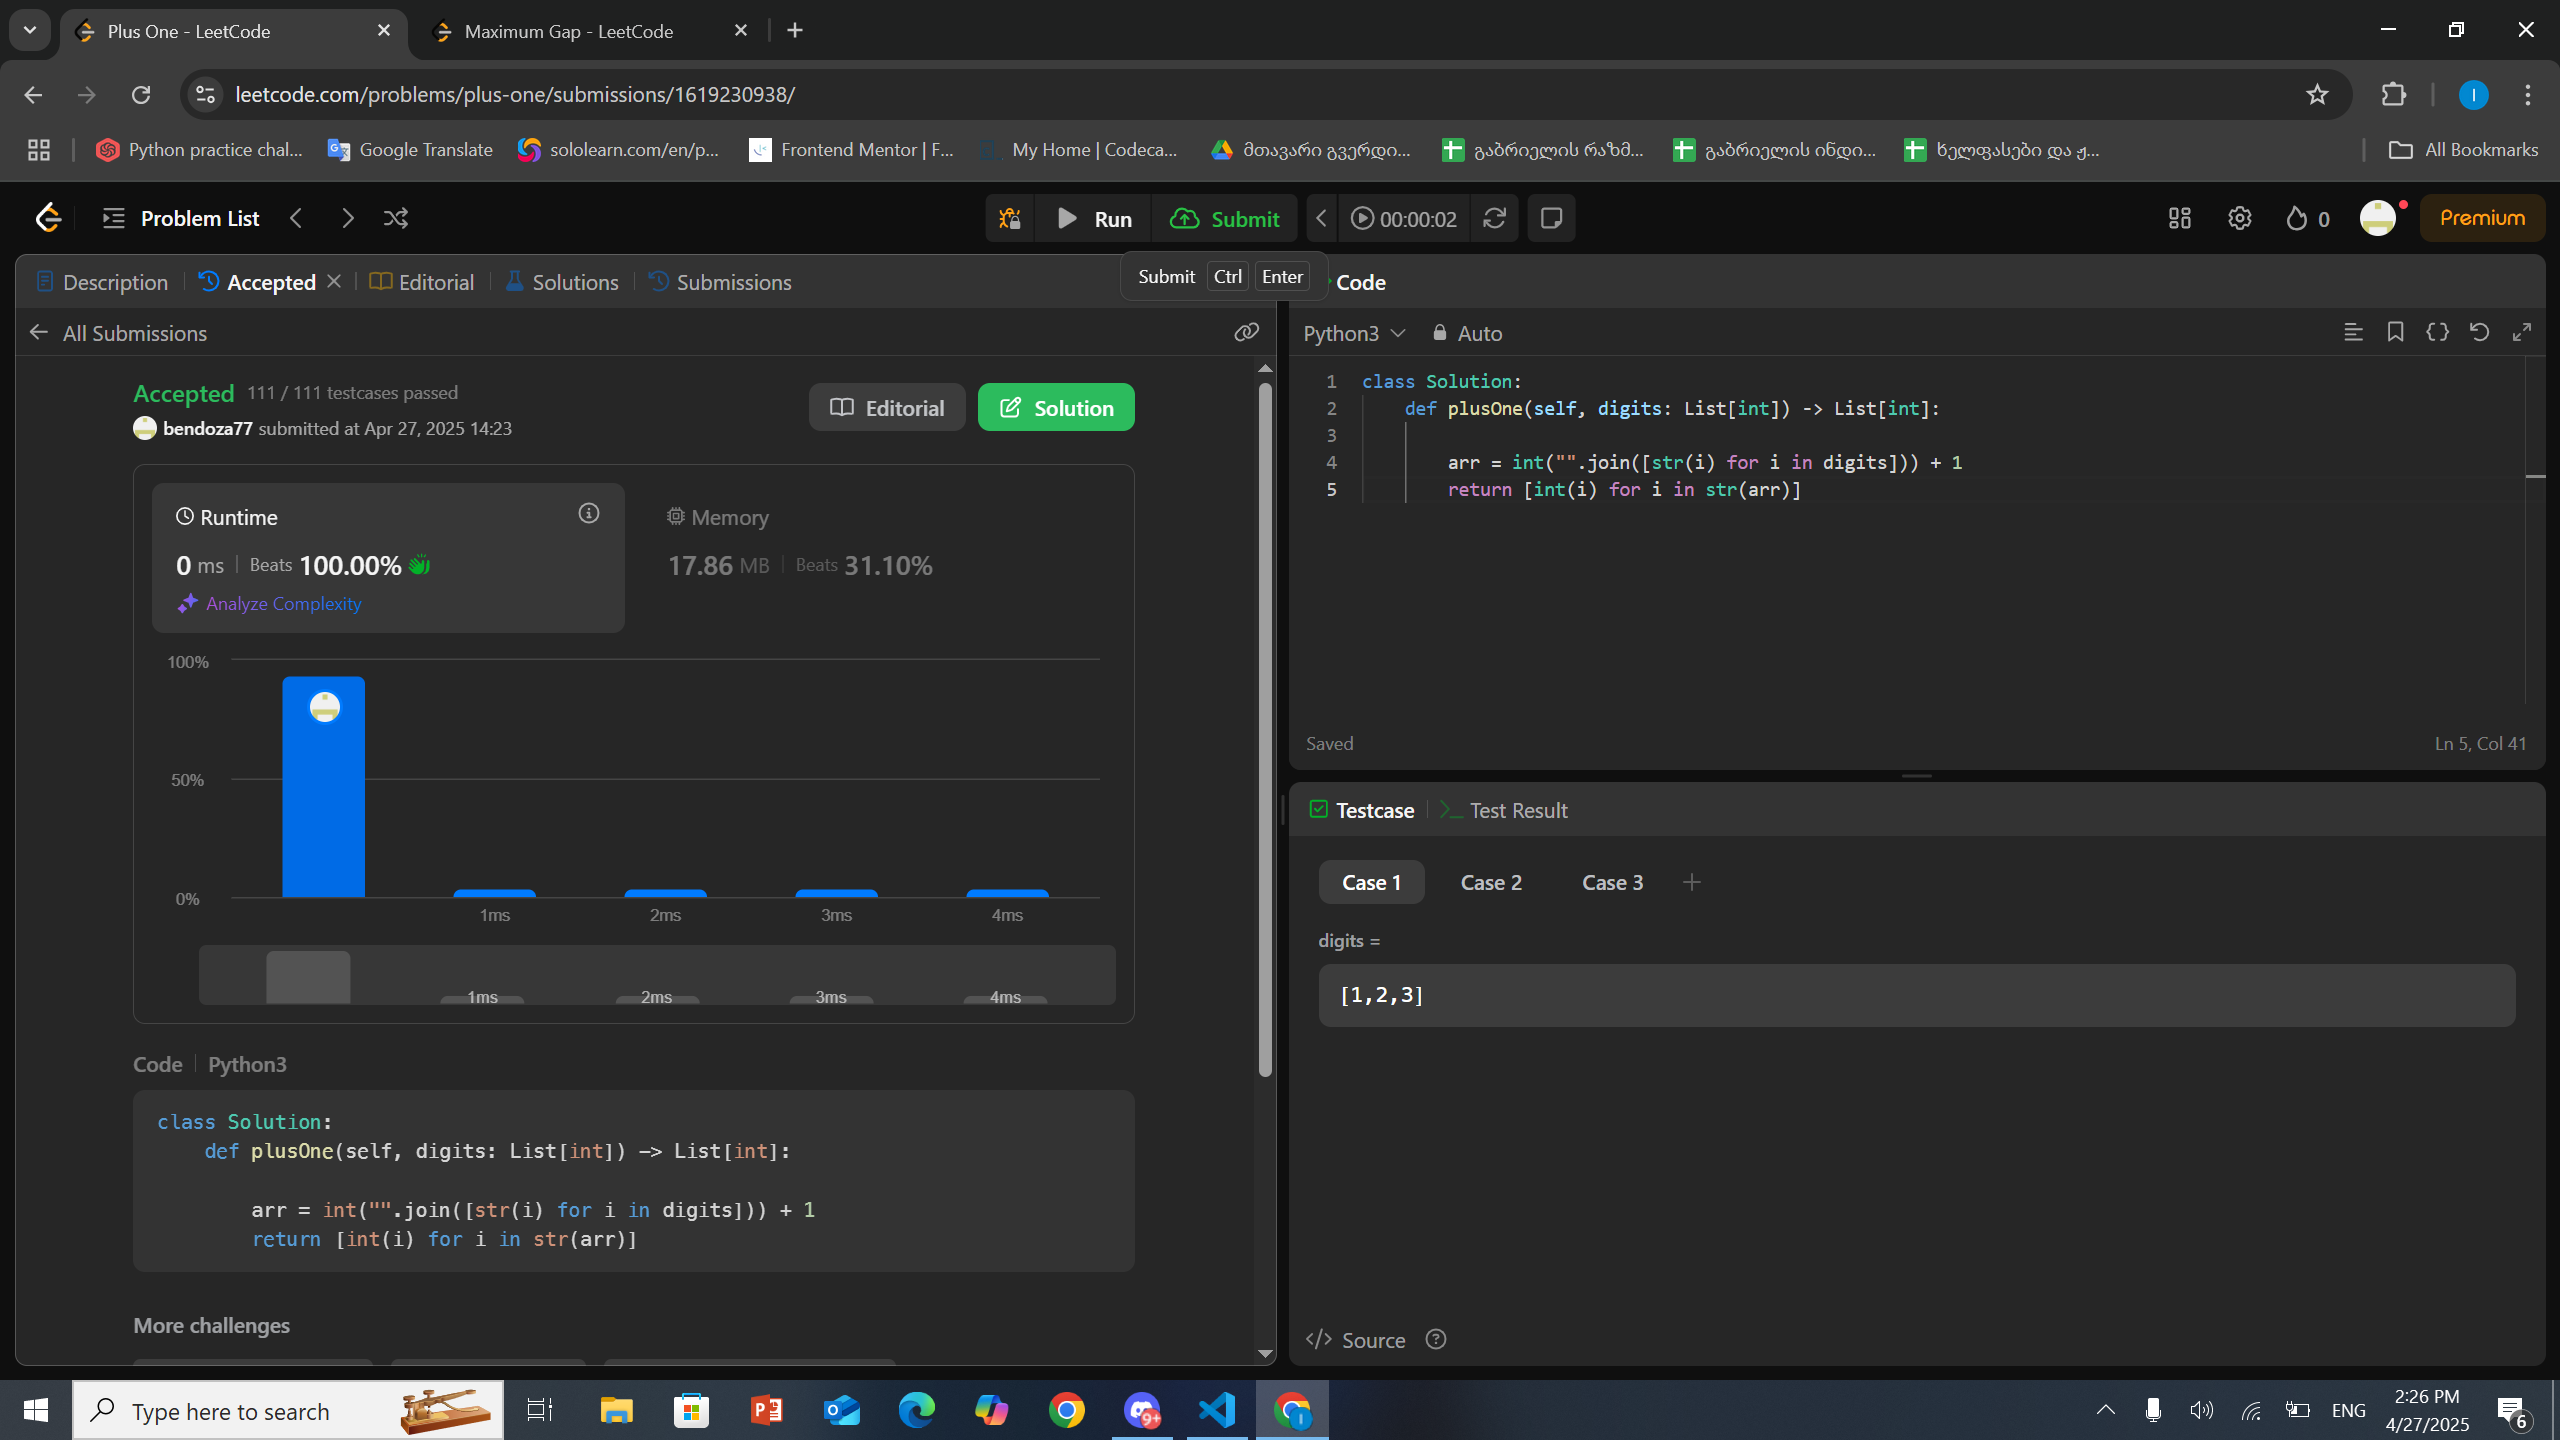 Plus One - LeetCode
Maximum Gap - LeetCode
leetcode.com/problems/plus-one/submissions/1619230938/
Python practice chal...
Google Translate
sololearn.com/en/p...
Frontend Mentor | F...
My Home | Codeca...
მთავარი გვერდი...
გაბრიელის რაზმ...
გაბრიელის ინდი...
ხელფასები და ჟ...
All Bookmarks
Problem List
Run
Submit
00:00:02
0
Premium
Description
Accepted
Editorial
Solutions
Submissions
Submit Ctrl Enter
Code
All Submissions
Python3
Auto
Accepted 111 / 111 testcases passed
bendoza77 submitted at Apr 27, 2025 14:23
Editorial
Solution
Runtime
0 ms | Beats 100.00%
Analyze Complexity
Memory
17.86 MB | Beats 31.10%
100%
50%
0%
1ms
2ms
3ms
4ms
1ms
2ms
3ms
4ms
Code | Python3
class Solution:
    def plusOne(self, digits: List[int]) -> List[int]:
        arr = int("".join([str(i) for i in digits])) + 1
        return [int(i) for i in str(arr)]
More challenges
1 class Solution:
2     def plusOne(self, digits: List[int]) -> List[int]:
3
4         arr = int("".join([str(i) for i in digits])) + 1
5         return [int(i) for i in str(arr)]
Saved
Ln 5, Col 41
Testcase
Test Result
Case 1
Case 2
Case 3
digits =
[1,2,3]
Source
Type here to search
9+
ENG
2:26 PM
4/27/2025
6